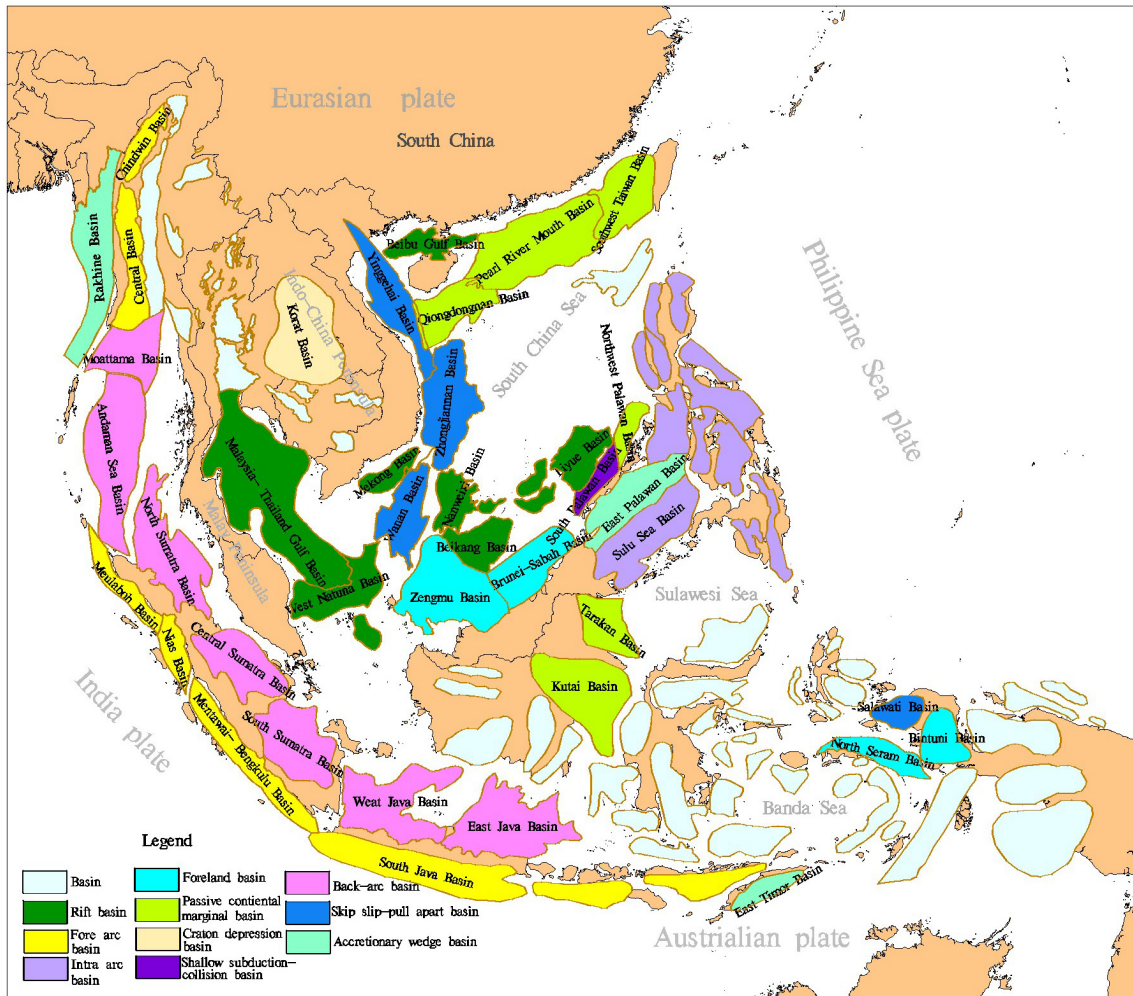 Eurasian plate
South China
Chindwin Basin
Rakhine Basin
Central Basin
Southwest Taiwan Basin
Pearl River Mouth Basin
Beibu Gulf Basin
Yinggehai Basin
Qiongdongnan Basin
Philippine Sea plate
Indo-China Peninsula
Korat Basin
South China Sea
Moattama Basin
Zhongjiannan Basin
Northwest Palawan Basin
Andaman Sea Basin
Malaysia- Thailand Gulf Basin
Mekong Basin
Nanweixi Basin
Liyue Basin
South Palawan Basin
East Palawan Basin
North Sumatra Basin
Malay Peninsula
Wanan Basin
Beikang Basin
Brunei-Sabah Basin
Sulu Sea Basin
Meulaboh Basin
West Natuna Basin
Zengmu Basin
Sulawesi Sea
Nias Basin
Central Sumatra Basin
Tarakan Basin
India plate
Kutai Basin
Mentawai- Bengkulu Basin
South Sumatra Basin
Salawati Basin
Bintuni Basin
North Seram Basin
Weat Java Basin
East Java Basin
Banda Sea
South Java Basin
East Timor Basin
Australian plate
Legend
Basin
Rift basin
Fore arc
basin
Intra arc
basin
Foreland basin
Passive contiental
marginal basin
Craton depression
basin
Shallow subduction-
collision basin
Back-arc basin
Skip slip-pull apart basin
Accretionary wedge basin